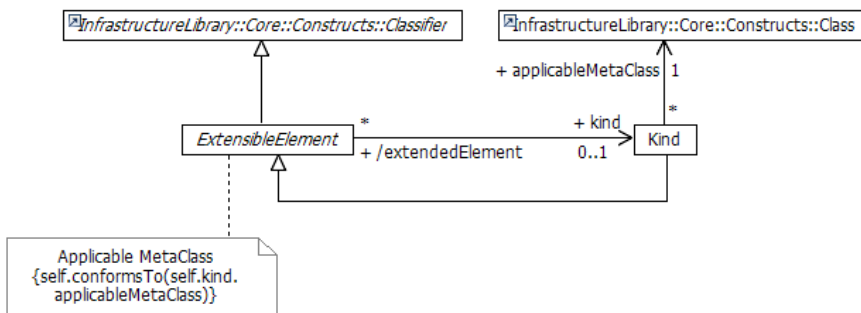 InfrastructureLibrary::Core::Constructs::Classifier
InfrastructureLibrary::Core::Constructs::Class
+ applicableMetaClass
1
*
*
+ kind
ExtensibleElement
Kind
+ /extendedElement
0..1
Applicable MetaClass
{self.conformsTo(self.kind.
applicableMetaClass)}